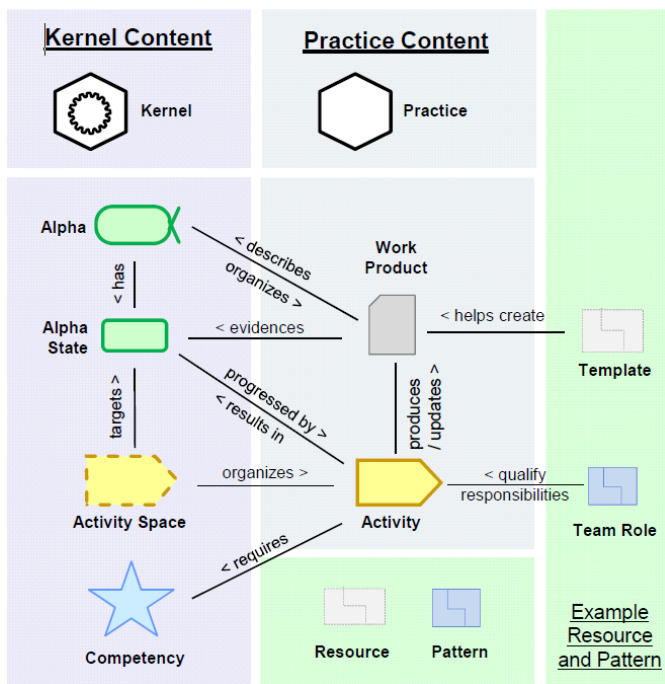 Kernel Content
Practice Content
Kernel
Practice
Alpha
< describes
organizes >
Work
Product
< has
Alpha
State
< evidences
< helps create
Template
targets >
progressed by >
< results in
produces
/ updates >
Activity Space
organizes >
Activity
< qualify
responsibilities
Team Role
< requires
Competency
Resource
Pattern
Example
Resource
and Pattern